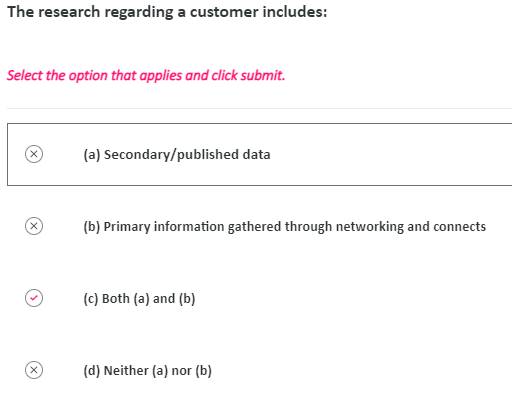 The research regarding a customer includes:
Select the option that applies and click submit.
(a) Secondary/published data
(b) Primary information gathered through networking and connects
(c) Both (a) and (b)
(d) Neither (a) nor (b)